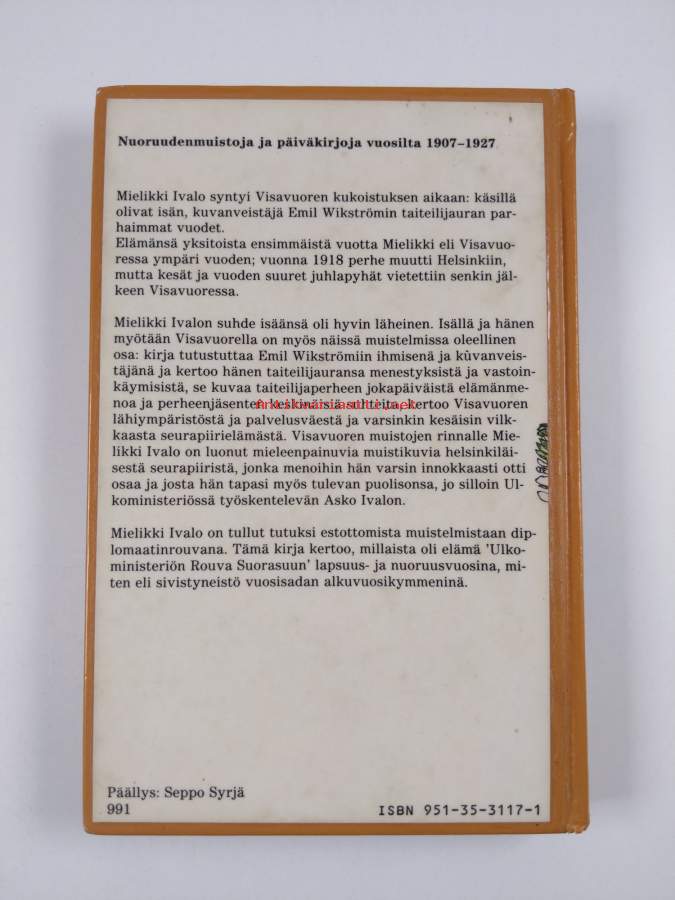 Nuoruudenmuistoja ja päiväkirjoja vuosilta 1907–1927
Mielikki Ivalo syntyi Visavuoren kukoistuksen aikaan: käsillä
olivat isän, kuvanveistäjä Emil Wikströmin taiteilijauran par-
haimmat vuodet.
Elämänsä yksitoista ensimmäistä vuotta Mielikki eli Visavuo-
ressa ympäri vuoden; vuonna 1918 perhe muutti Helsinkiin,
mutta kesät ja vuoden suuret juhlapyhät vietettiin senkin jäl-
keen Visavuoressa.
Mielikki Ivalon suhde isäänsä oli hyvin läheinen. Isällä ja hänen
myötään Visavuorella on myös näissä muistelmissa oleellinen
osa: kirja tutustuttaa Emil Wikströmiin ihmisenä ja kuvanveis-
täjänä ja kertoo hänen taiteilijauransa menestyksistä ja vastoin-
käymisistä, se kuvaa taiteilijaperheen jokapäiväistä elämänme-
noa ja perheenjäsenten keskinäisiä suhteita, kertoo Visavuoren
lähiympäristöstä ja palvelusväestä ja varsinkin kesäisin vilk-
kaasta seurapiirielämästä. Visavuoren muistojen rinnalle Mie-
likki Ivalo on luonut mieleenpainuvia muistikuvia helsinkiläi-
sestä seurapiiristä, jonka menoihin hän varsin innokkaasti otti
osaa ja josta hän tapasi myös tulevan puolisonsa, jo silloin Ul-
koministeriössä työskentelevän Asko Ivalon.
Mielikki Ivalo on tullut tutuksi estottomista muistelmistaan dip-
lomaatinrouvana. Tämä kirja kertoo, millaista oli elämä 'Ulko-
ministeriön Rouva Suorasuun' lapsuus- ja nuoruusvuosina, mi-
ten eli sivistyneistö vuosisadan alkuvuosikymmeninä.
Päällys: Seppo Syrjä
991
ISBN 951-35-3117-1